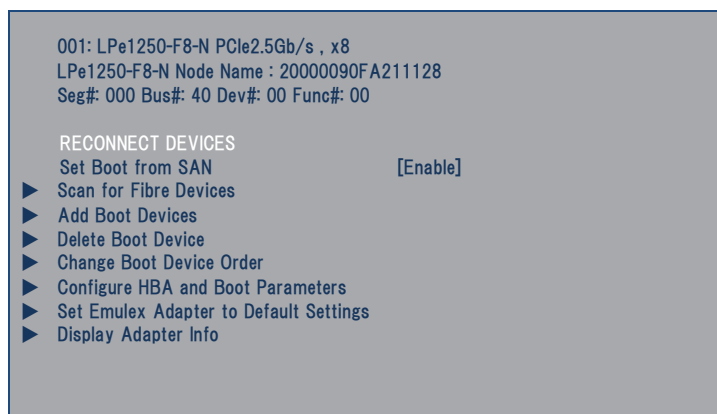 001: LPe1250-F8-N PCIe2.5Gb/s , x8
LPe1250-F8-N Node Name : 20000090FA211128
Seg#: 000 Bus#: 40 Dev#: 00 Func#: 00
RECONNECT DEVICES
Set Boot from SAN [Enable]
Scan for Fibre Devices
Add Boot Devices
Delete Boot Device
Change Boot Device Order
Configure HBA and Boot Parameters
Set Emulex Adapter to Default Settings
Display Adapter Info